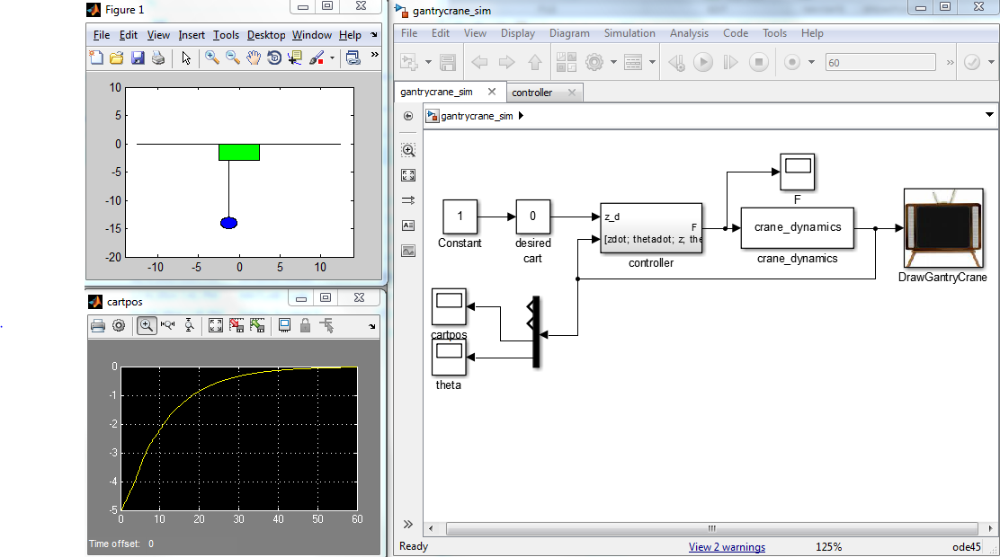 Figure 1
File Edit View Insert Tools Desktop Window Help
10
5
0
-5
-10
-15
-20
-10 -5 0 5 10
cartpos
0
-1
-2
-3
-4
-5
0 10 20 30 40 50 60
Time offset: 0
gantrycrane_sim
File Edit View Display Diagram Simulation Analysis Code Tools Help
60
gantrycrane_sim controller
gantrycrane_sim
1
Constant
0
desired
cart
z_d
F
[zdot; thetadot; z; the
controller
F
crane_dynamics
crane_dynamics
DrawGantryCrane
cartpos
theta
Ready View 2 warnings 125% ode45